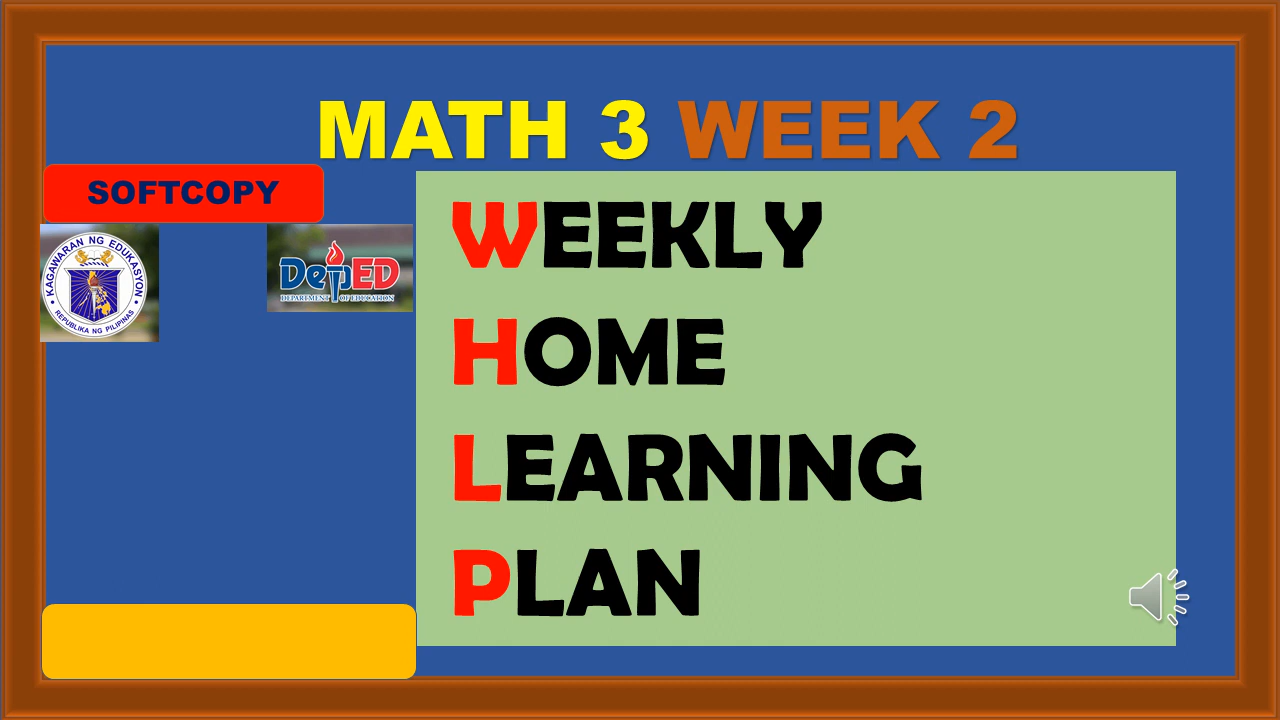 MATH 3 WEEK 2
SOFTCOPY
KAGAWARAN NG EDUKASYON
REPUBLIKA NG PILIPINAS
DepED
DEPARTMENT OF EDUCATION
WEEKLY
HOME
LEARNING
PLAN